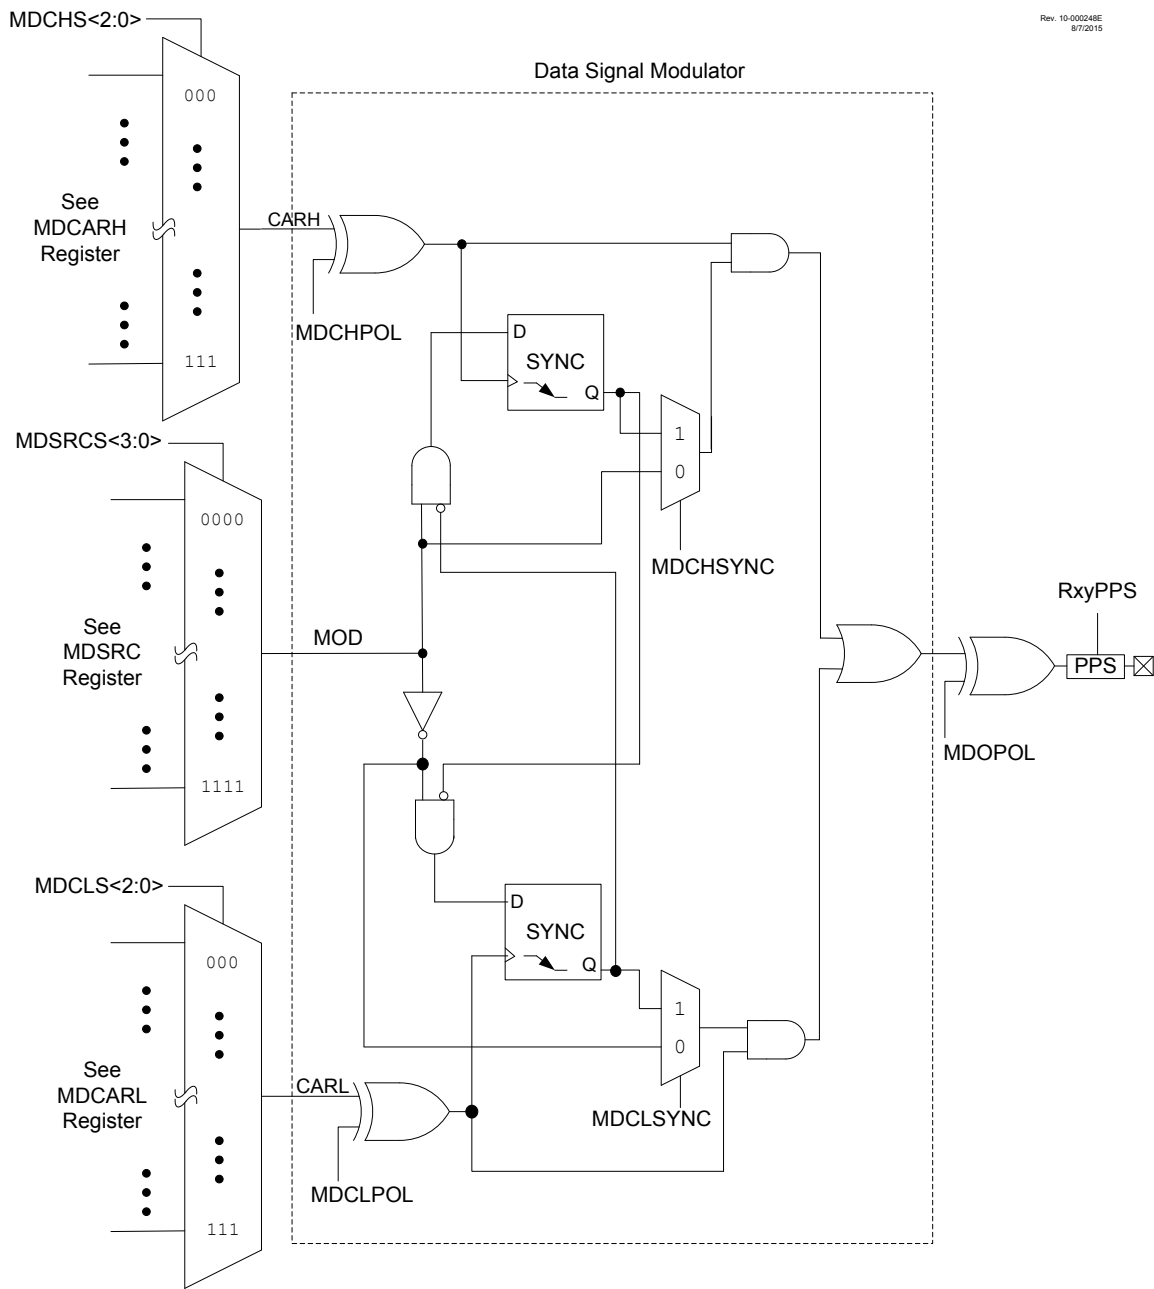 Rev. 10-000248E
8/7/2015
MDCHS<2:0>
Data Signal Modulator
000
See
MDCARH
Register
CARH
MDCHPOL
111
D
SYNC
Q
1
0
MDCHSYNC
MDSRCS<3:0>
0000
See
MDSRC
Register
MOD
1111
RxyPPS
PPS
MDOPOL
MDCLS<2:0>
000
D
SYNC
Q
1
0
MDCLSYNC
See
MDCARL
Register
CARL
MDCLPOL
111